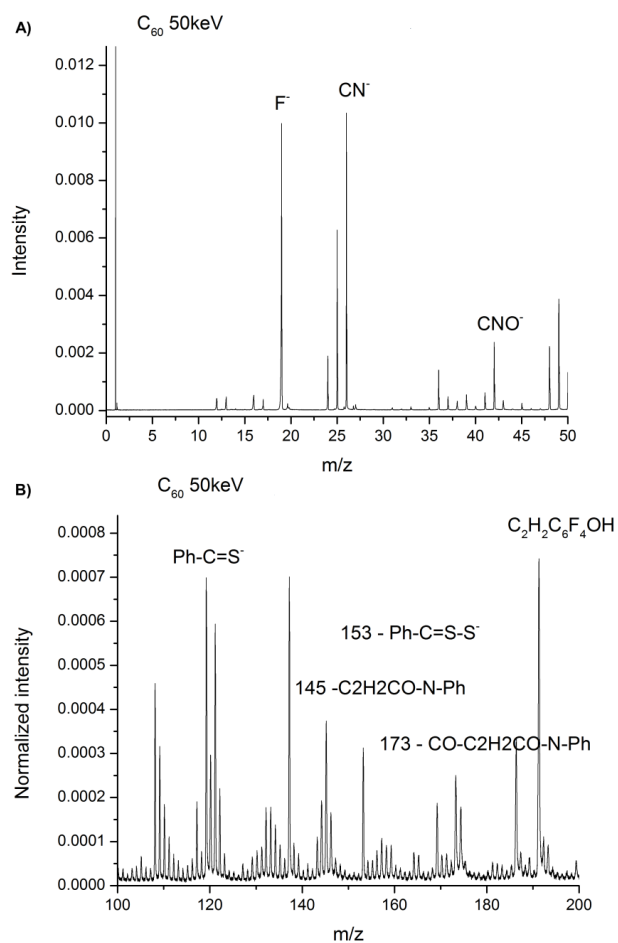 A)
C60 50keV
0.012
0.010
0.008
0.006
0.004
0.002
0.000
Intensity
F-
CN-
CNO-
0 5 10 15 20 25 30 35 40 45 50
m/z
B)
C60 50keV
0.0008
0.0007
0.0006
0.0005
0.0004
0.0003
0.0002
0.0001
0.0000
Normalized intensity
C2H2C6F4OH
Ph-C=S-
153 - Ph-C=S-S-
145 -C2H2CO-N-Ph
173 - CO-C2H2CO-N-Ph
100 120 140 160 180 200
m/z